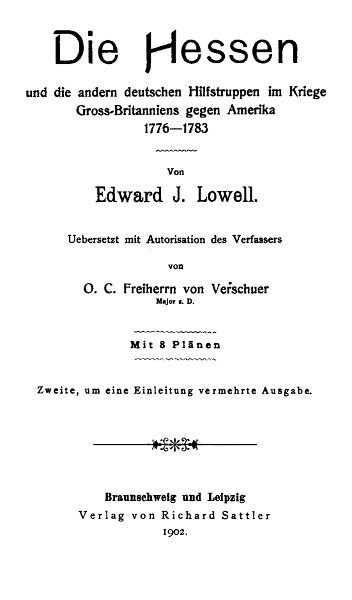 Die Hessen
und die andern deutschen Hilfstruppen im Kriege
Gross-Britanniens gegen Amerika
1776—1783
Von
Edward J. Lowell.
Uebersetzt mit Autorisation des Verfassers
von
O. C. Freiherrn von Verschuer
Major z. D.
Mit 8 Plänen
Zweite, um eine Einleitung vermehrte Ausgabe.
Braunschweig und Leipzig
Verlag von Richard Sattler
1902.